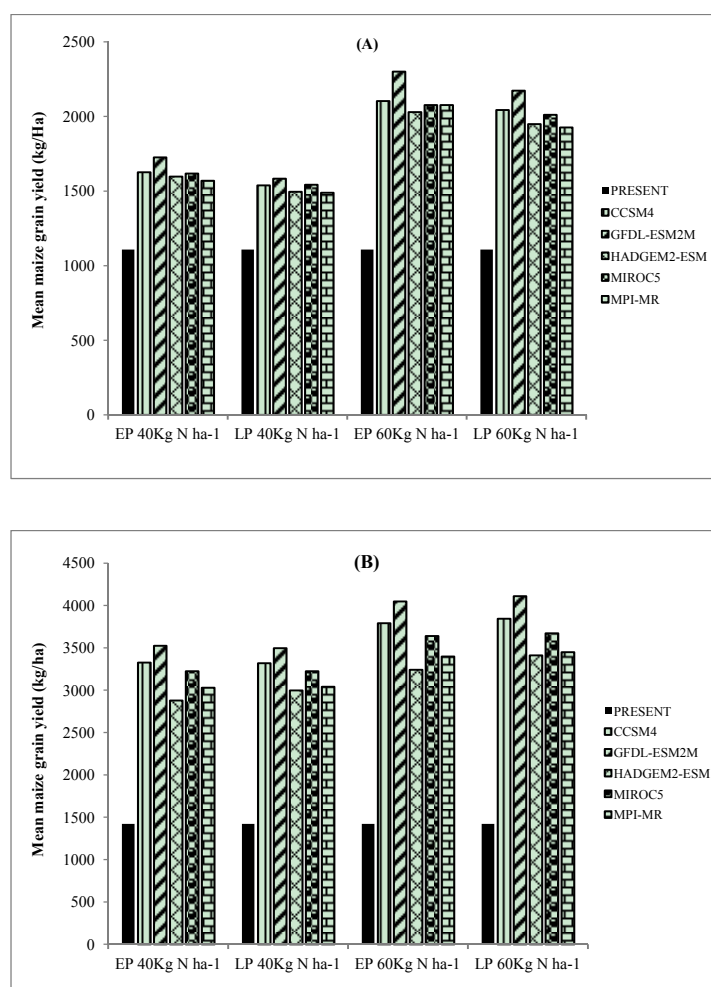 (A)
Mean maize grain yield (kg/Ha)
2500
2000
1500
1000
500
0
EP 40Kg N ha-1 LP 40Kg N ha-1 EP 60Kg N ha-1 LP 60Kg N ha-1
PRESENT
CCSM4
GFDL-ESM2M
HADGEM2-ESM
MIROC5
MPI-MR
(B)
Mean maize grain yield (kg/ha)
4500
4000
3500
3000
2500
2000
1500
1000
500
0
EP 40Kg N ha-1 LP 40Kg N ha-1 EP 60Kg N ha-1 LP 60Kg N ha-1
PRESENT
CCSM4
GFDL-ESM2M
HADGEM2-ESM
MIROC5
MPI-MR